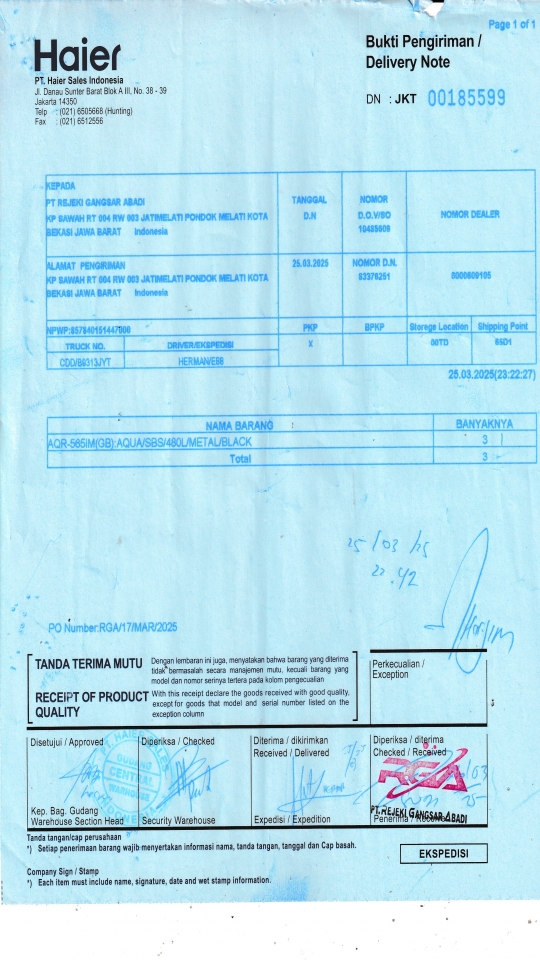 Page 1 of 1
Haier
Bukti Pengiriman /
Delivery Note
PT. Haier Sales Indonesia
Jl. Danau Sunter Barat Blok A III, No. 38 - 39
Jakarta 14350
Telp : (021) 6505668 (Hunting)
Fax : (021) 6512556
DN : JKT 00185599
KEPADA
PT REJEKI GANGSAR ABADI
KP SAWAH RT 004 RW 003 JATIMELATI PONDOK MELATI KOTA
BEKASI JAWA BARAT Indonesia
TANGGAL
D.N
NOMOR
D.O.V/SO
NOMOR DEALER
ALAMAT PENGIRIMAN
KP SAWAH RT 004 RW 003 JATIMELATI PONDOK MELATI KOTA
BEKASI JAWA BARAT Indonesia
NOMOR D.N.
83376251
NPWP:857840151447000
PKP
BPKP
Storege Location
Shipping Point
TRUCK NO.
DRIVER/EKSPEDISI
X
CDD/B9313JYT
HERMAN/EBB
25.03.2025(23:22:27)
NAMA BARANG
BANYAKNYA
AQR-565IM(GB):AQUA/SBS/480L/METAL/BLACK
3
Total
3
25/03/25
22.42
PO Number:RGA/17/MAR/2025
TANDA TERIMA MUTU
Dengan lembaran ini juga, menyatakan bahwa barang yang diterima
tidak bermasalah secara manajemen mutu, kecuali barang yang
model dan nomor serinya tertera pada kolom pengecualian
RECEIPT OF PRODUCT
QUALITY
With this receipt declare the goods received with good quality,
except for goods that model and serial number listed on the
exception column
Perkecualian /
Exception
Disetujui / Approved
Diperiksa / Checked
Diterima / dikirimkan
Received / Delivered
Diperiksa / diterima
Checked / Received
GUDANG
CENTRAL
WAREHOUSE
RGA
PT. REJEKI GANGSAR ABADI
Kep. Bag. Gudang
Warehouse Section Head
Security Warehouse
Expedisi / Expedition
Penerima / Receiver
Tanda tangan/cap perusahaan
*) Setiap penerimaan barang wajib menyertakan informasi nama, tanda tangan, tanggal dan Cap basah.
EKSPEDISI
Company Sign / Stamp
*) Each item must include name, signature, date and wet stamp information.